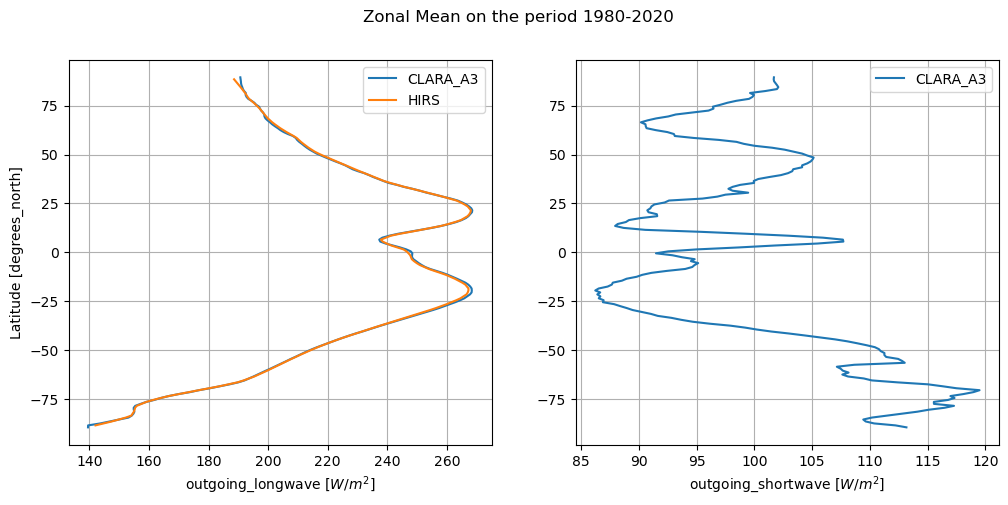 Zonal Mean on the period 1980-2020
Latitude [degrees_north]
75
50
25
0
−25
−50
−75
CLARA_A3
HIRS
140 160 180 200 220 240 260
outgoing_longwave [W/m²]
75
50
25
0
−25
−50
−75
CLARA_A3
85 90 95 100 105 110 115 120
outgoing_shortwave [W/m²]